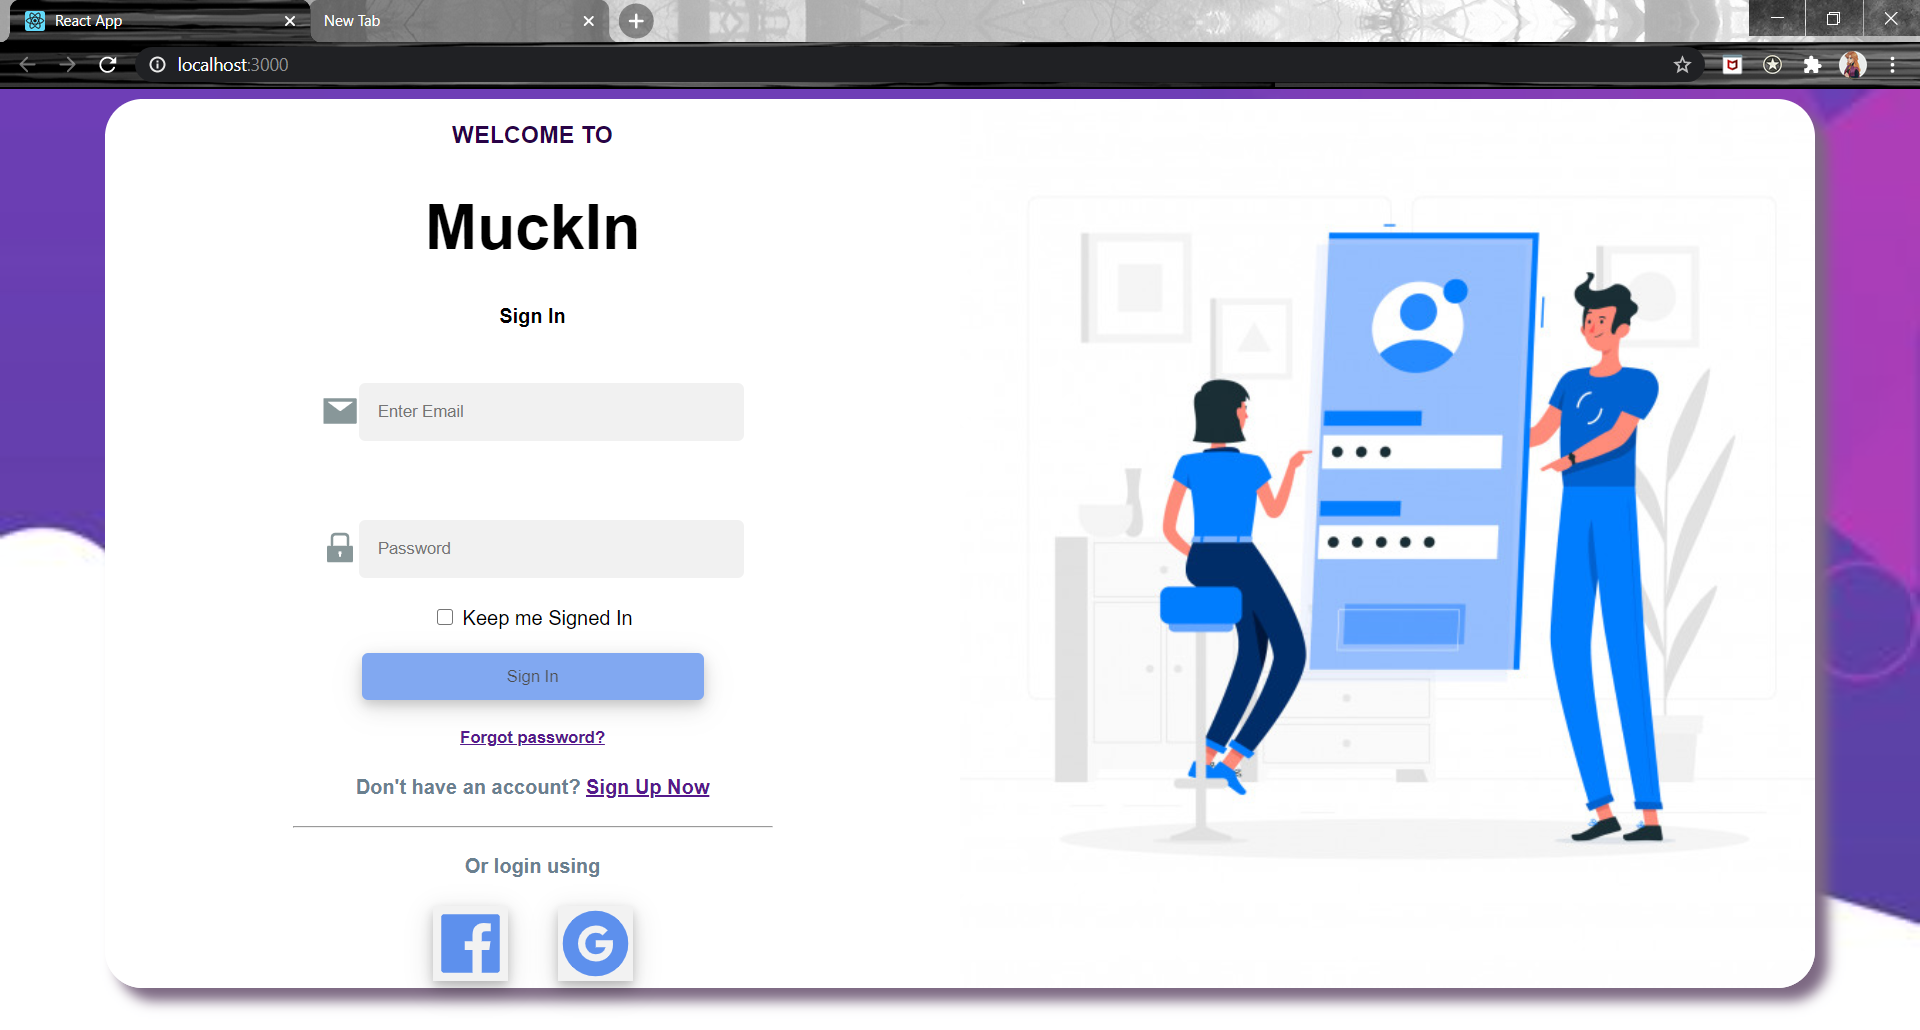 React App
New Tab
localhost:3000
WELCOME TO
MuckIn
Sign In
Enter Email
Password
Keep me Signed In
Sign In
Forgot password?
Don't have an account? Sign Up Now
Or login using